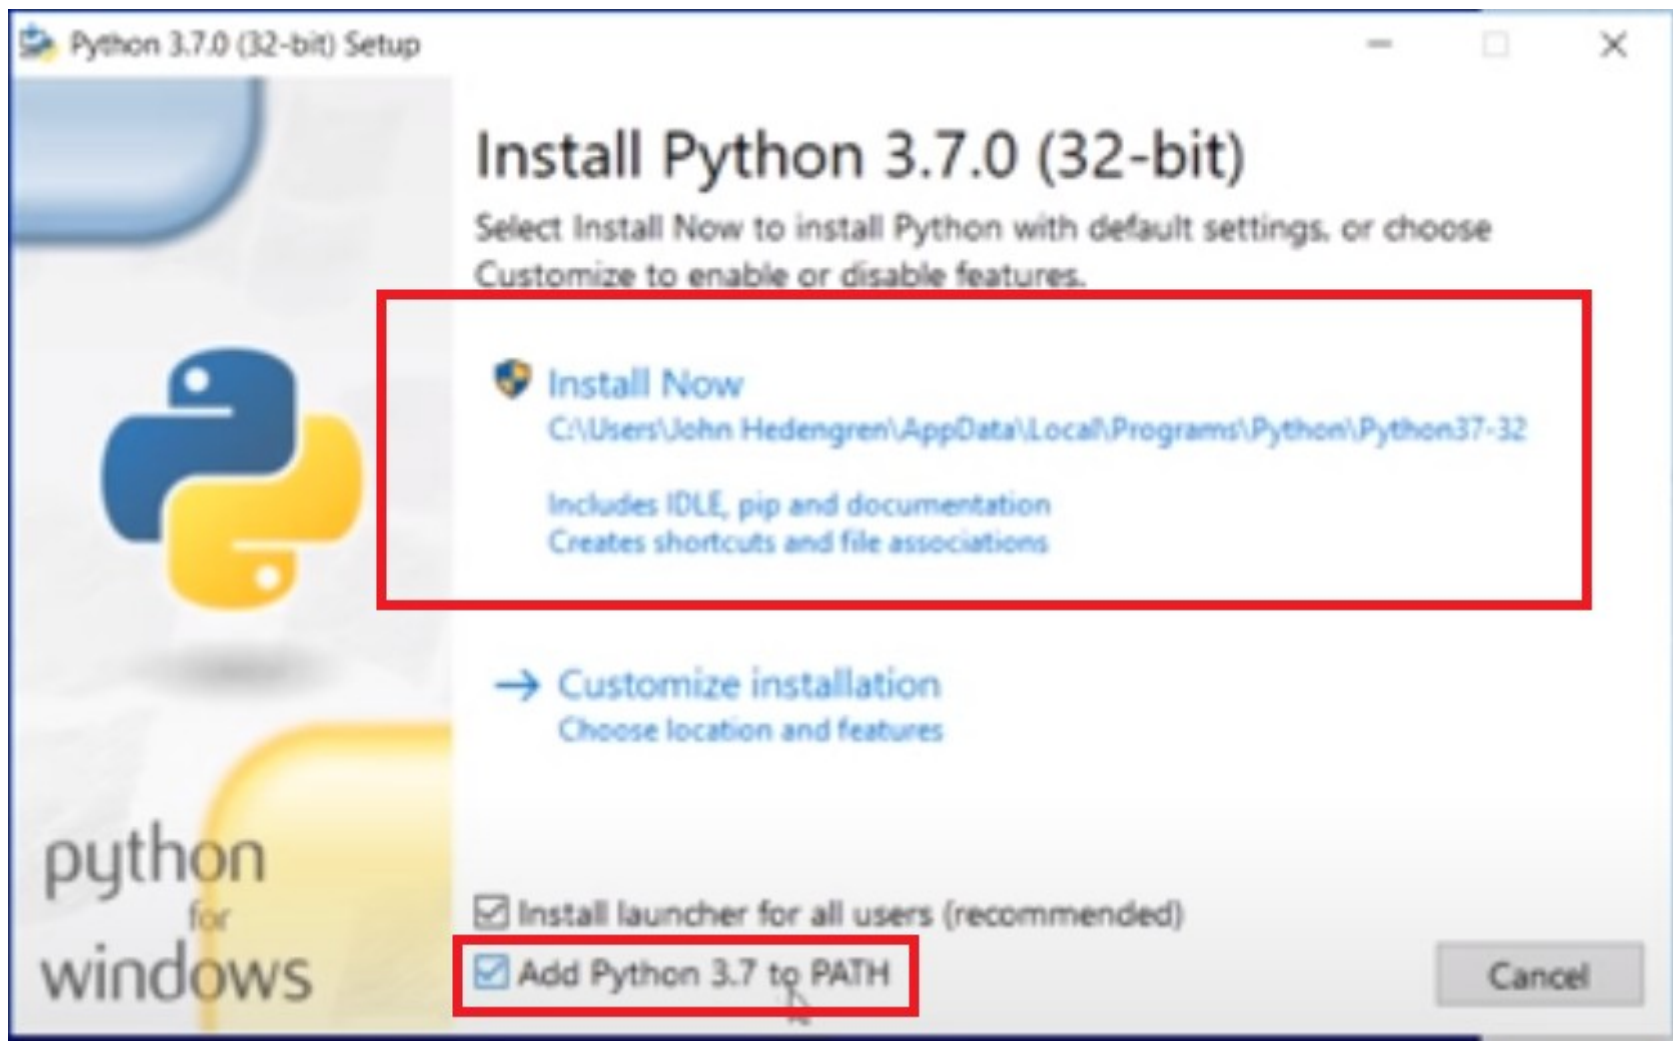 Python 3.7.0 (32-bit) Setup
Install Python 3.7.0 (32-bit)
Select Install Now to install Python with default settings, or choose
Customize to enable or disable features.
Install Now
C:\Users\John Hedengren\AppData\Local\Programs\Python\Python37-32
Includes IDLE, pip and documentation
Creates shortcuts and file associations
Customize installation
Choose location and features
python
for
windows
Install launcher for all users (recommended)
Add Python 3.7 to PATH
Cancel